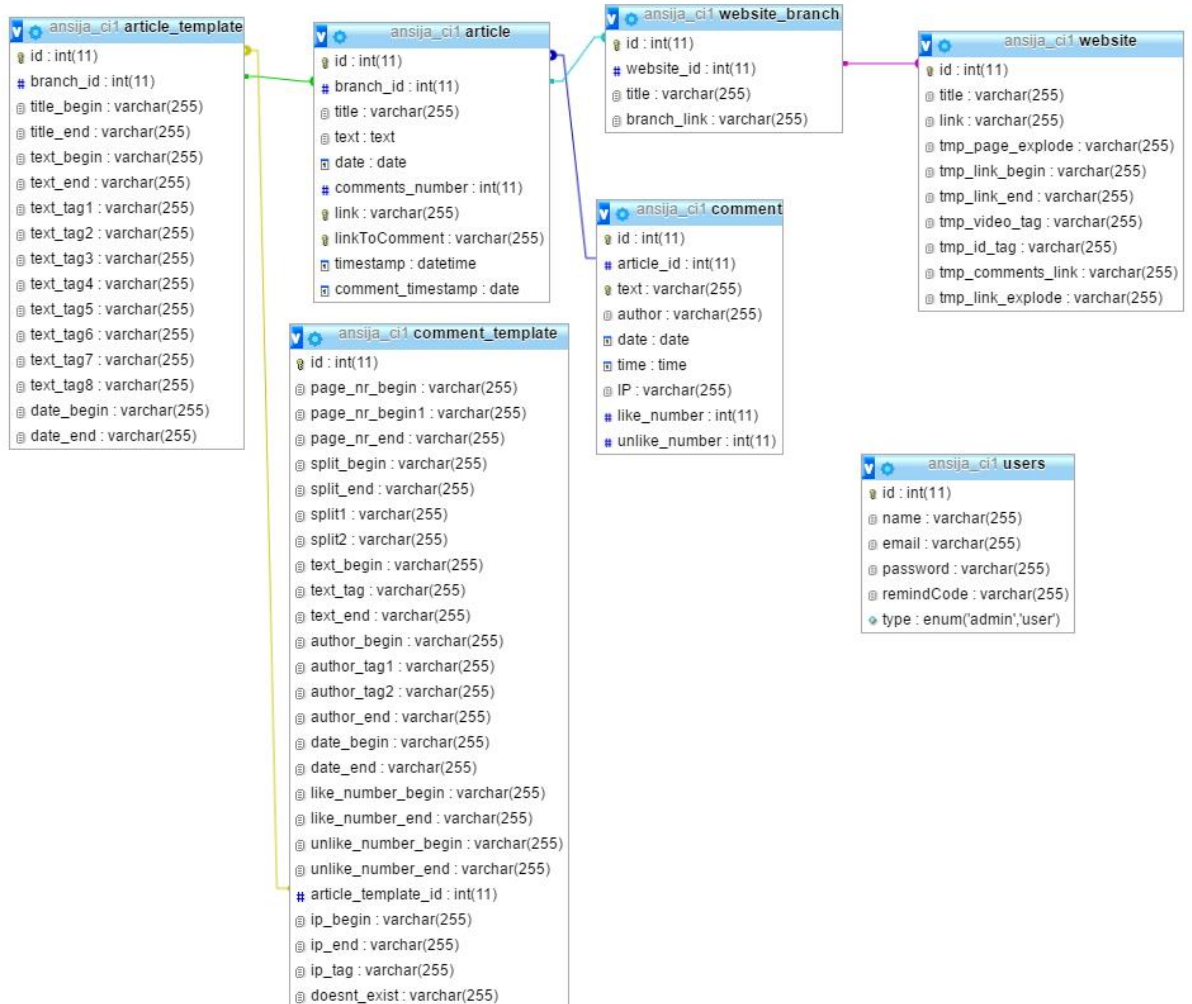 ansija_ci1 article_template
id : int(11)
branch_id : int(11)
title_begin : varchar(255)
title_end : varchar(255)
text_begin : varchar(255)
text_end : varchar(255)
text_tag1 : varchar(255)
text_tag2 : varchar(255)
text_tag3 : varchar(255)
text_tag4 : varchar(255)
text_tag5 : varchar(255)
text_tag6 : varchar(255)
text_tag7 : varchar(255)
text_tag8 : varchar(255)
date_begin : varchar(255)
date_end : varchar(255)
ansija_ci1 article
id : int(11)
branch_id : int(11)
title : varchar(255)
text : text
date : date
comments_number : int(11)
link : varchar(255)
linkToComment : varchar(255)
timestamp : datetime
comment_timestamp : date
ansija_ci1 website_branch
id : int(11)
website_id : int(11)
title : varchar(255)
branch_link : varchar(255)
ansija_ci1 website
id : int(11)
title : varchar(255)
link : varchar(255)
tmp_page_explode : varchar(255)
tmp_link_begin : varchar(255)
tmp_link_end : varchar(255)
tmp_video_tag : varchar(255)
tmp_id_tag : varchar(255)
tmp_comments_link : varchar(255)
tmp_link_explode : varchar(255)
ansija_ci1 comment
id : int(11)
article_id : int(11)
text : varchar(255)
author : varchar(255)
date : date
time : time
IP : varchar(255)
like_number : int(11)
unlike_number : int(11)
ansija_ci1 comment_template
id : int(11)
page_nr_begin : varchar(255)
page_nr_begin1 : varchar(255)
page_nr_end : varchar(255)
split_begin : varchar(255)
split_end : varchar(255)
split1 : varchar(255)
split2 : varchar(255)
text_begin : varchar(255)
text_tag : varchar(255)
text_end : varchar(255)
author_begin : varchar(255)
author_tag1 : varchar(255)
author_tag2 : varchar(255)
author_end : varchar(255)
date_begin : varchar(255)
date_end : varchar(255)
like_number_begin : varchar(255)
like_number_end : varchar(255)
unlike_number_begin : varchar(255)
unlike_number_end : varchar(255)
article_template_id : int(11)
ip_begin : varchar(255)
ip_end : varchar(255)
ip_tag : varchar(255)
doesnt_exist : varchar(255)
ansija_ci1 users
id : int(11)
name : varchar(255)
email : varchar(255)
password : varchar(255)
remindCode : varchar(255)
type : enum('admin','user')